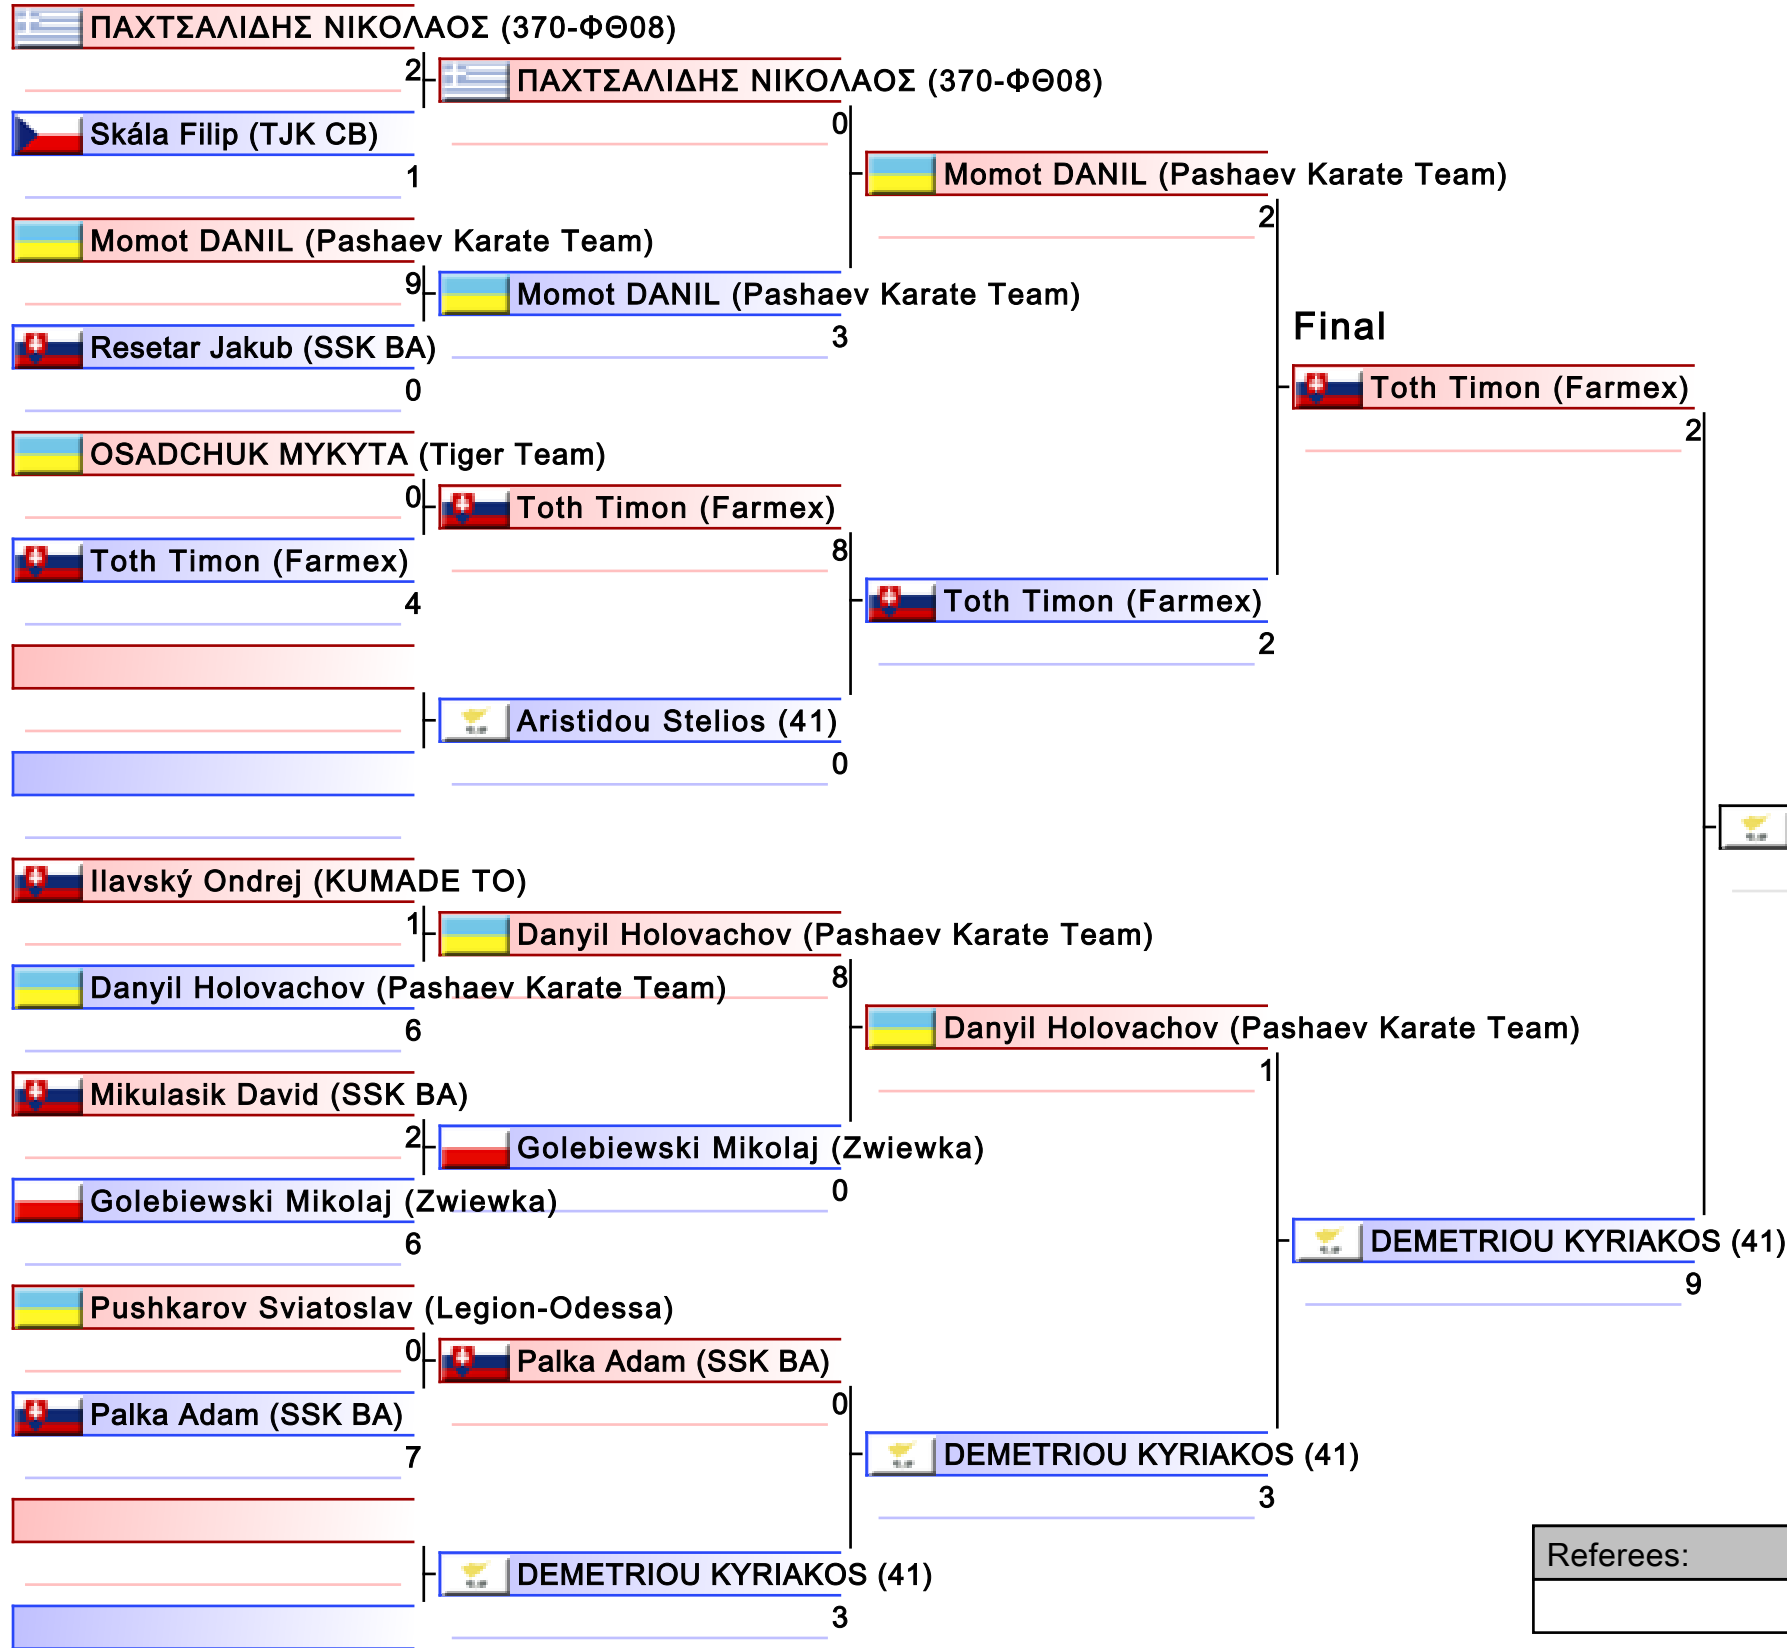 ΠΑΧΤΣΑΛΙΔΗΣ ΝΙΚΟΛΑΟΣ (370-ΦΘ08)
2
ΠΑΧΤΣΑΛΙΔΗΣ ΝΙΚΟΛΑΟΣ (370-ΦΘ08)
0
Skála Filip (TJK CB)
1
Momot DANIL (Pashaev Karate Team)
2
Momot DANIL (Pashaev Karate Team)
9
Momot DANIL (Pashaev Karate Team)
3
Resetar Jakub (SSK BA)
0
Final
Toth Timon (Farmex)
2
OSADCHUK MYKYTA (Tiger Team)
0
Toth Timon (Farmex)
8
Toth Timon (Farmex)
4
Toth Timon (Farmex)
2
Aristidou Stelios (41)
0
Ilavský Ondrej (KUMADE TO)
1
Danyil Holovachov (Pashaev Karate Team)
8
Danyil Holovachov (Pashaev Karate Team)
6
Danyil Holovachov (Pashaev Karate Team)
1
Mikulasik David (SSK BA)
2
Golebiewski Mikolaj (Zwiewka)
0
Golebiewski Mikolaj (Zwiewka)
6
DEMETRIOU KYRIAKOS (41)
9
Pushkarov Sviatoslav (Legion-Odessa)
0
Palka Adam (SSK BA)
0
Palka Adam (SSK BA)
7
DEMETRIOU KYRIAKOS (41)
3
DEMETRIOU KYRIAKOS (41)
3
Referees: